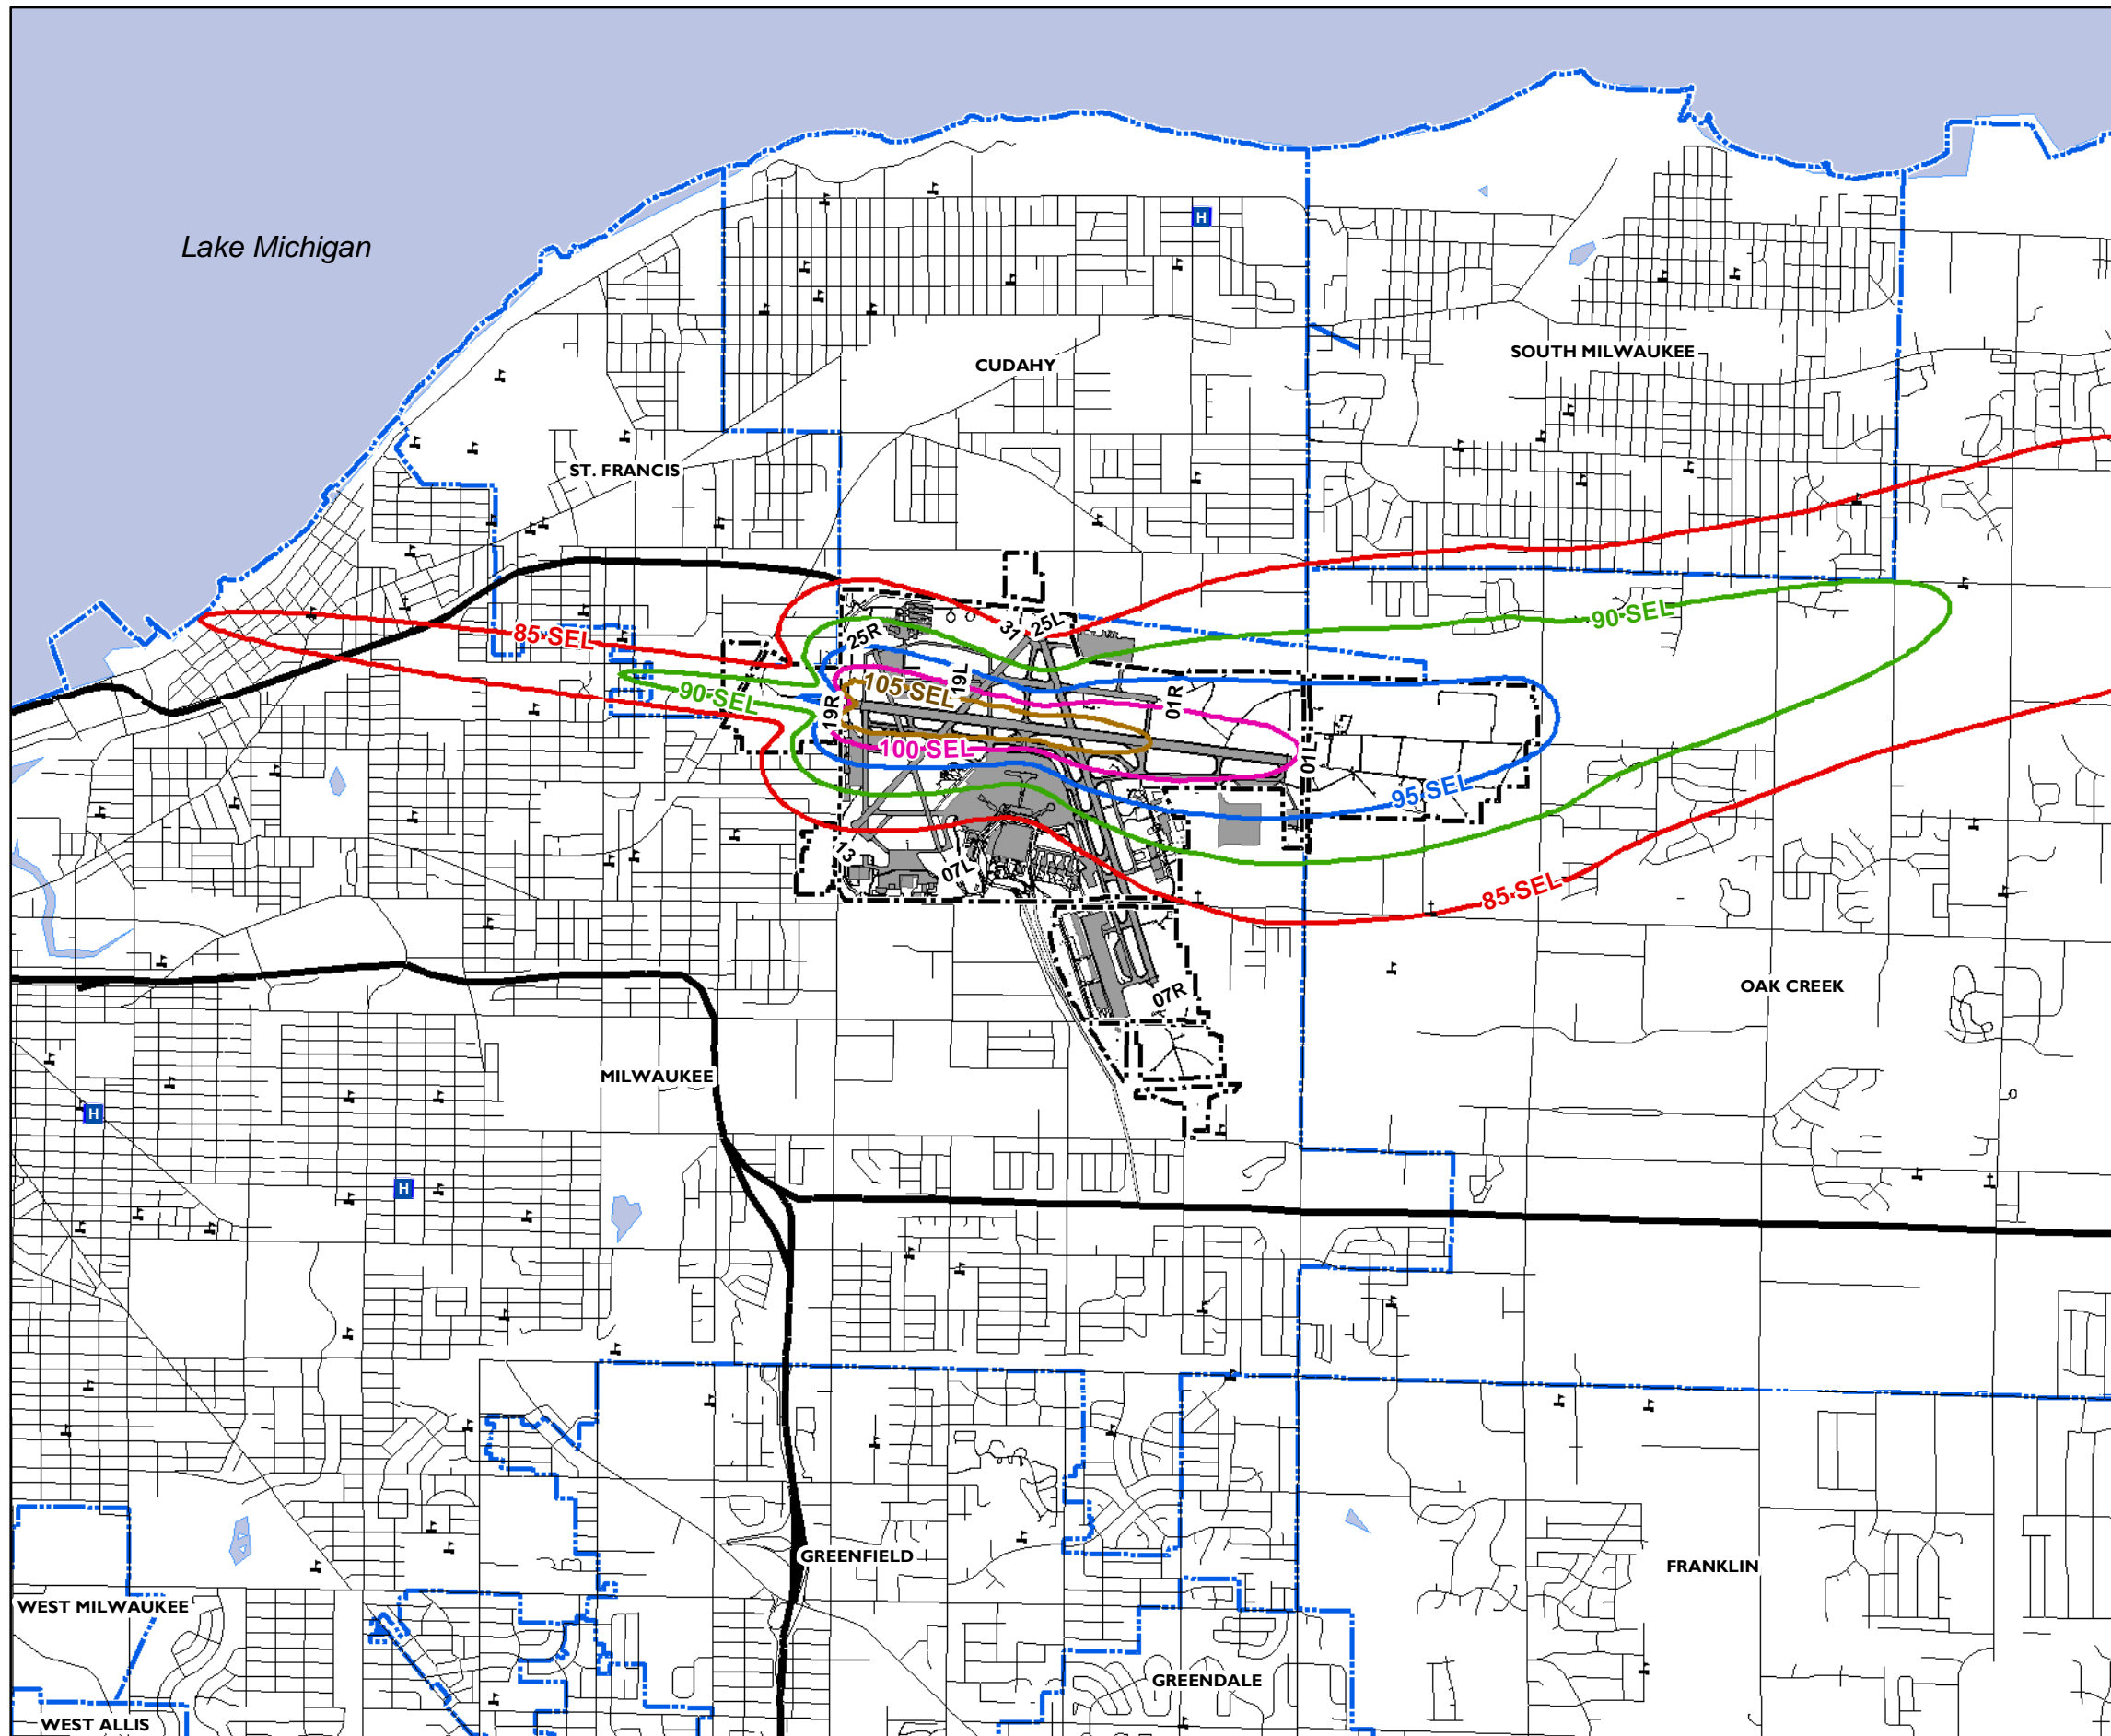 Lake Michigan
H
SOUTH MILWAUKEE
CUDAHY
ST. FRANCIS
90 SEL
31
25L
25R
85 SEL
19L
105 SEL
90 SEL
01R
19R
100 SEL
01L
95 SEL
13
07L
85 SEL
07R
OAK CREEK
MILWAUKEE
H
H
GREENFIELD
FRANKLIN
WEST MILWAUKEE
GREENDALE
WEST ALLIS